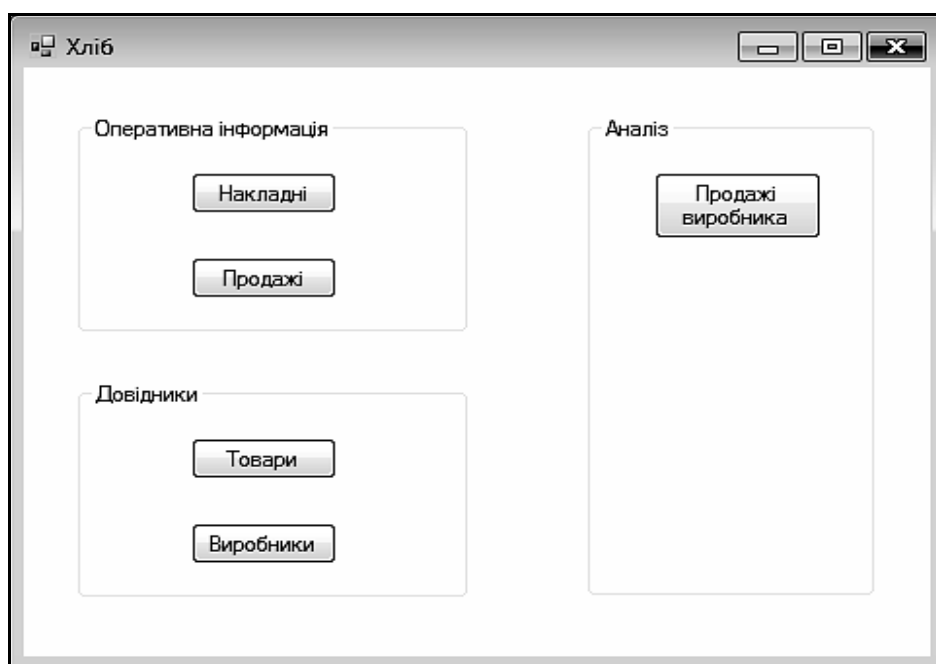 Хліб
Оперативна інформація
Накладні
Продажі
Довідники
Товари
Виробники
Аналіз
Продажі
виробника